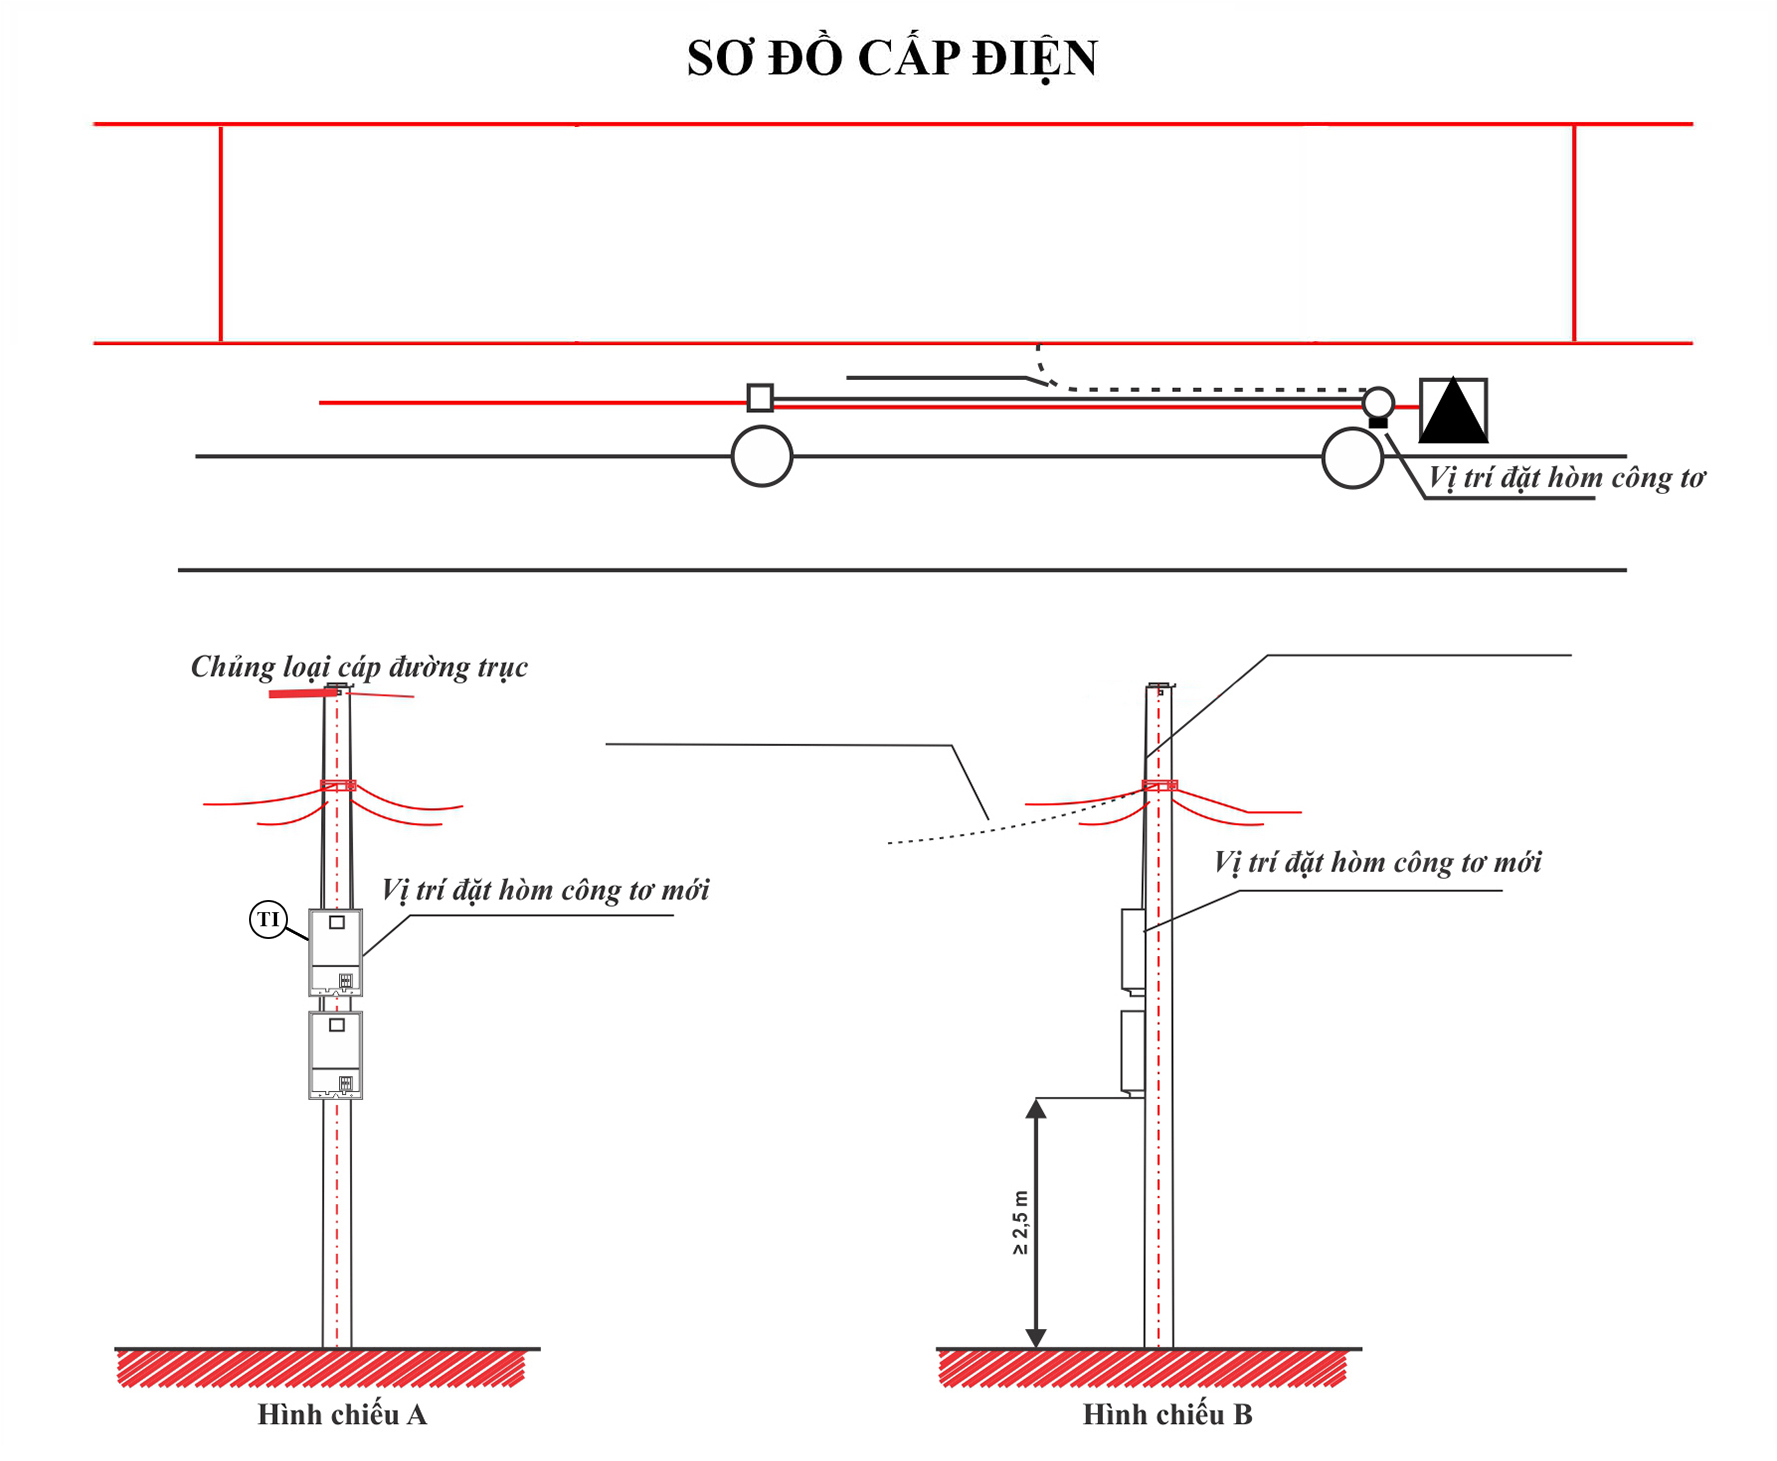 SƠ ĐỒ CẤP ĐIỆN
Vị trí đặt hòm công tơ
Chủng loại cáp đường trục
Vị trí đặt hòm công tơ mới
Vị trí đặt hòm công tơ mới
TI
≥ 2,5 m
Hình chiếu A
Hình chiếu B